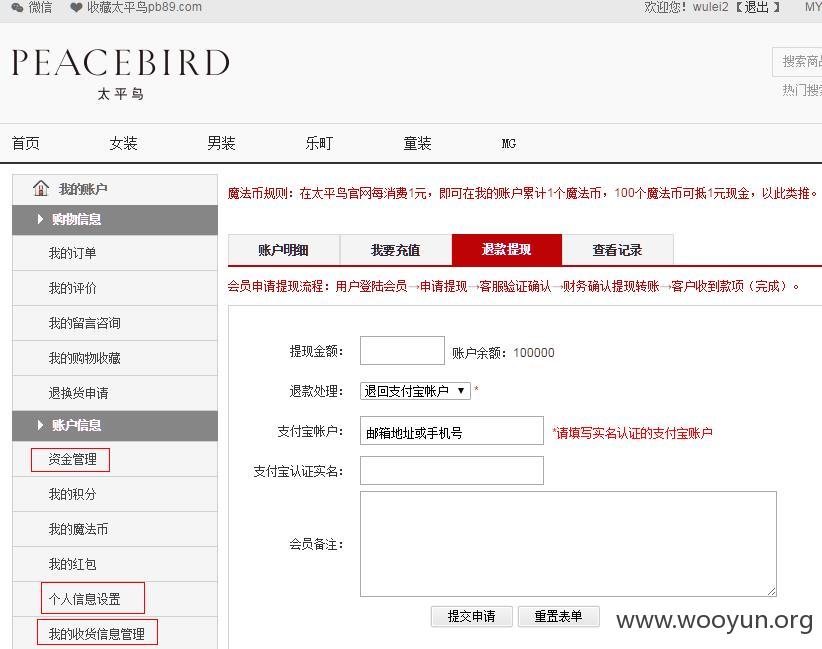 微信 收藏太平鸟pb89.com 欢迎您！wulei2【退出】 MY
PEACEBIRD
太平鸟
搜索商品
热门搜
首页 女装 男装 乐町 童装 MG
我的账户
购物信息
我的订单
我的评价
我的留言咨询
我的购物收藏
退换货申请
账户信息
资金管理
我的积分
我的魔法币
我的红包
个人信息设置
我的收货信息管理
魔法币规则：在太平鸟官网每消费1元，即可在我的账户累计1个魔法币，100个魔法币可抵1元现金，以此类推。
账户明细 我要充值 退款提现 查看记录
会员申请提现流程：用户登陆会员→申请提现→客服验证确认→财务确认提现转账→客户收到款项（完成）。
提现金额： 账户余额：100000
退款处理： 退回支付宝帐户 ▼ *
支付宝帐户： 邮箱地址或手机号 *请填写实名认证的支付宝账户
支付宝认证实名：
会员备注：
提交申请 重置表单
www.wooyun.org